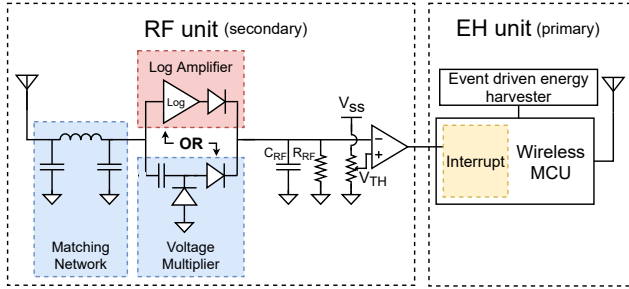 RF unit (secondary)
EH unit (primary)
Log Amplifier
Log
OR
Voltage
Multiplier
Matching
Network
CRF
RRF
VSS
VTH
−
+
Event driven energy
harvester
Interrupt
Wireless
MCU